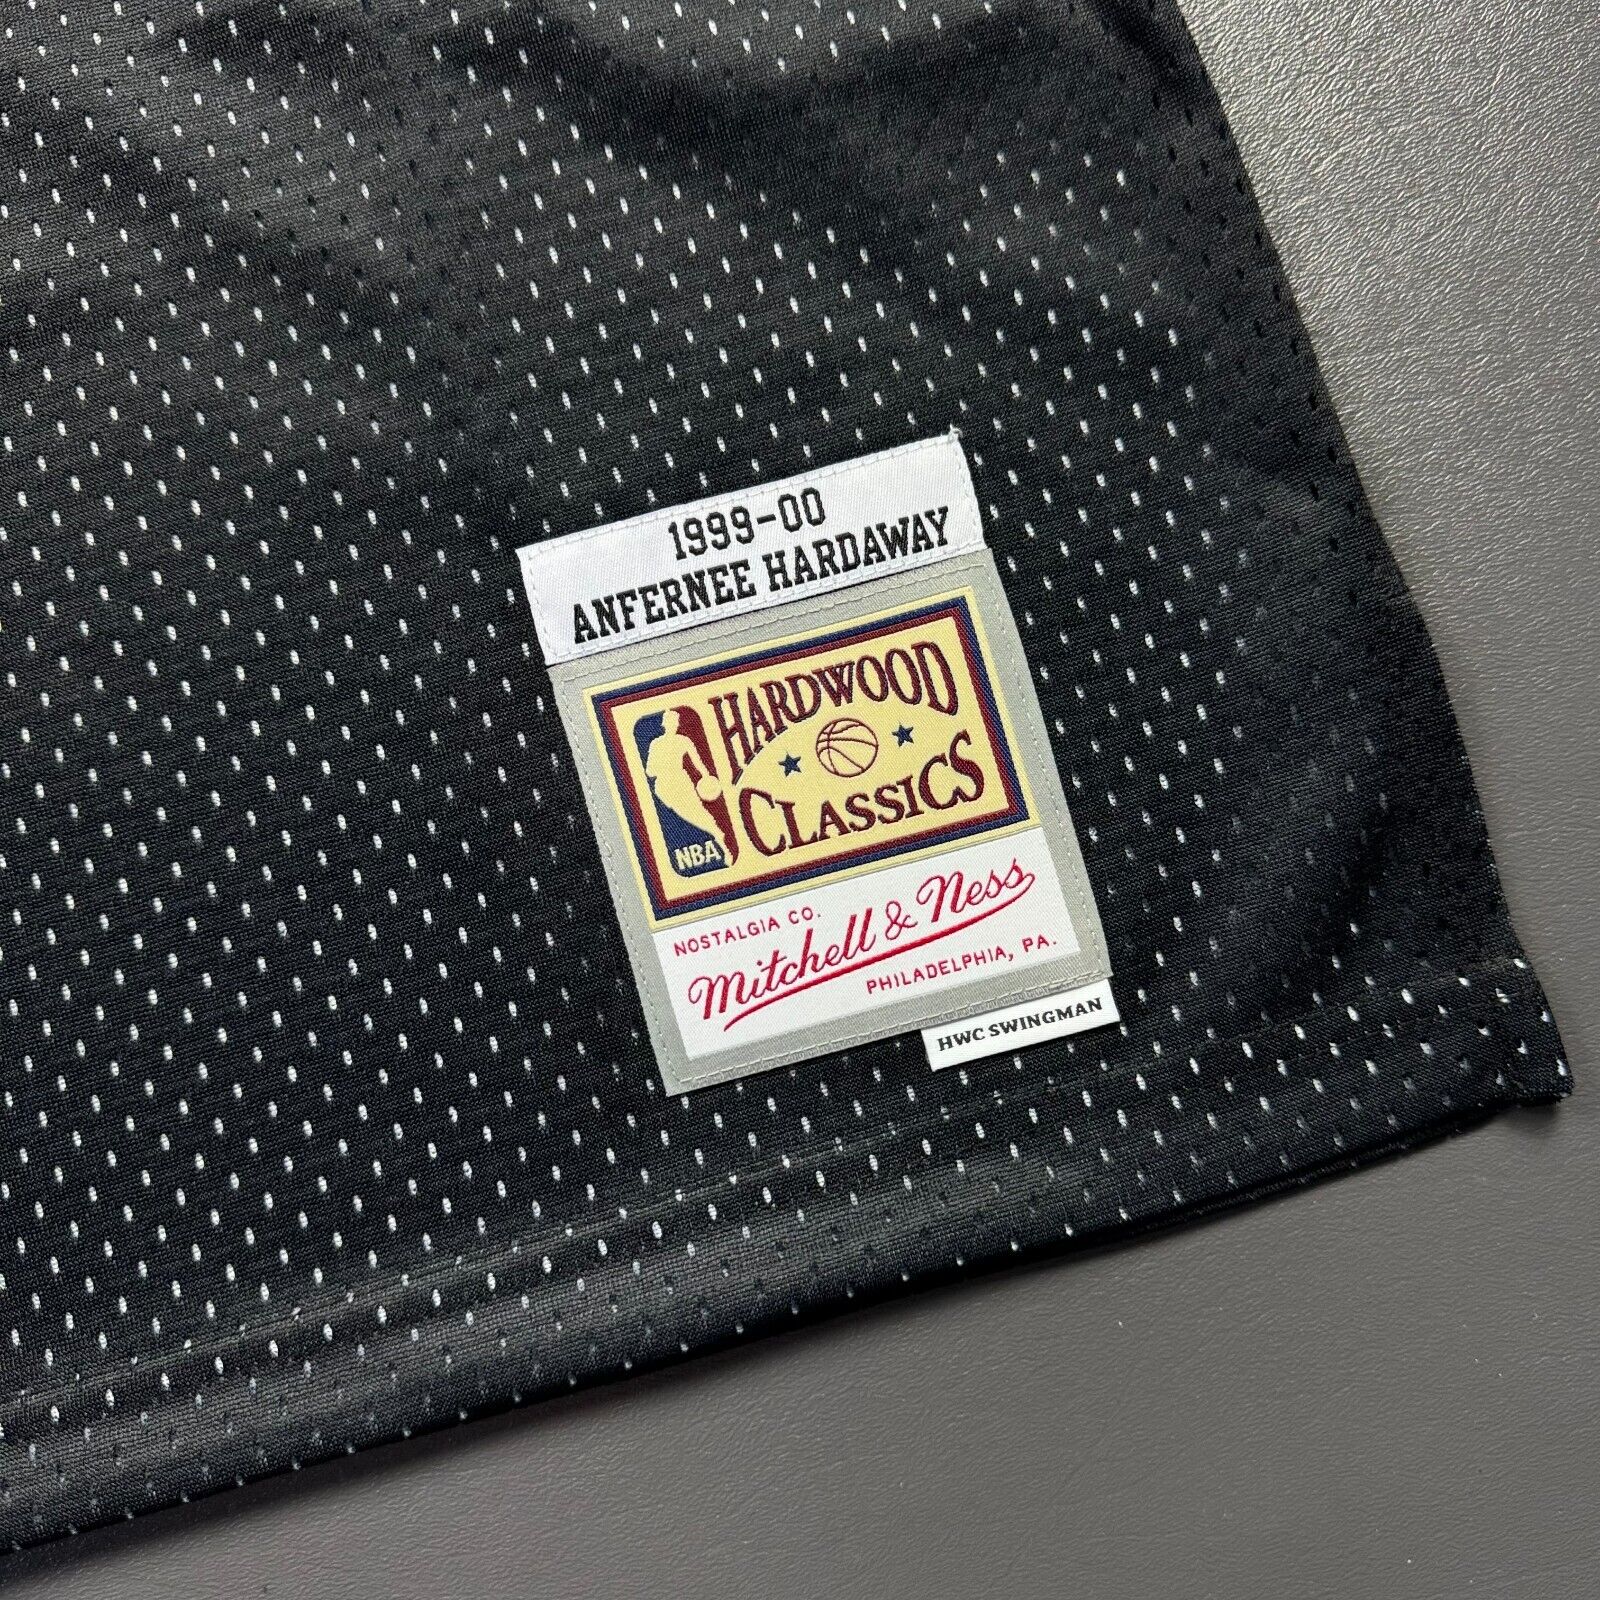 1999-00
ANFERNEE HARDAWAY
HARDWOOD
CLASSICS
NBA
NOSTALGIA CO.
Mitchell & Ness
PHILADELPHIA, PA.
HWC SWINGMAN